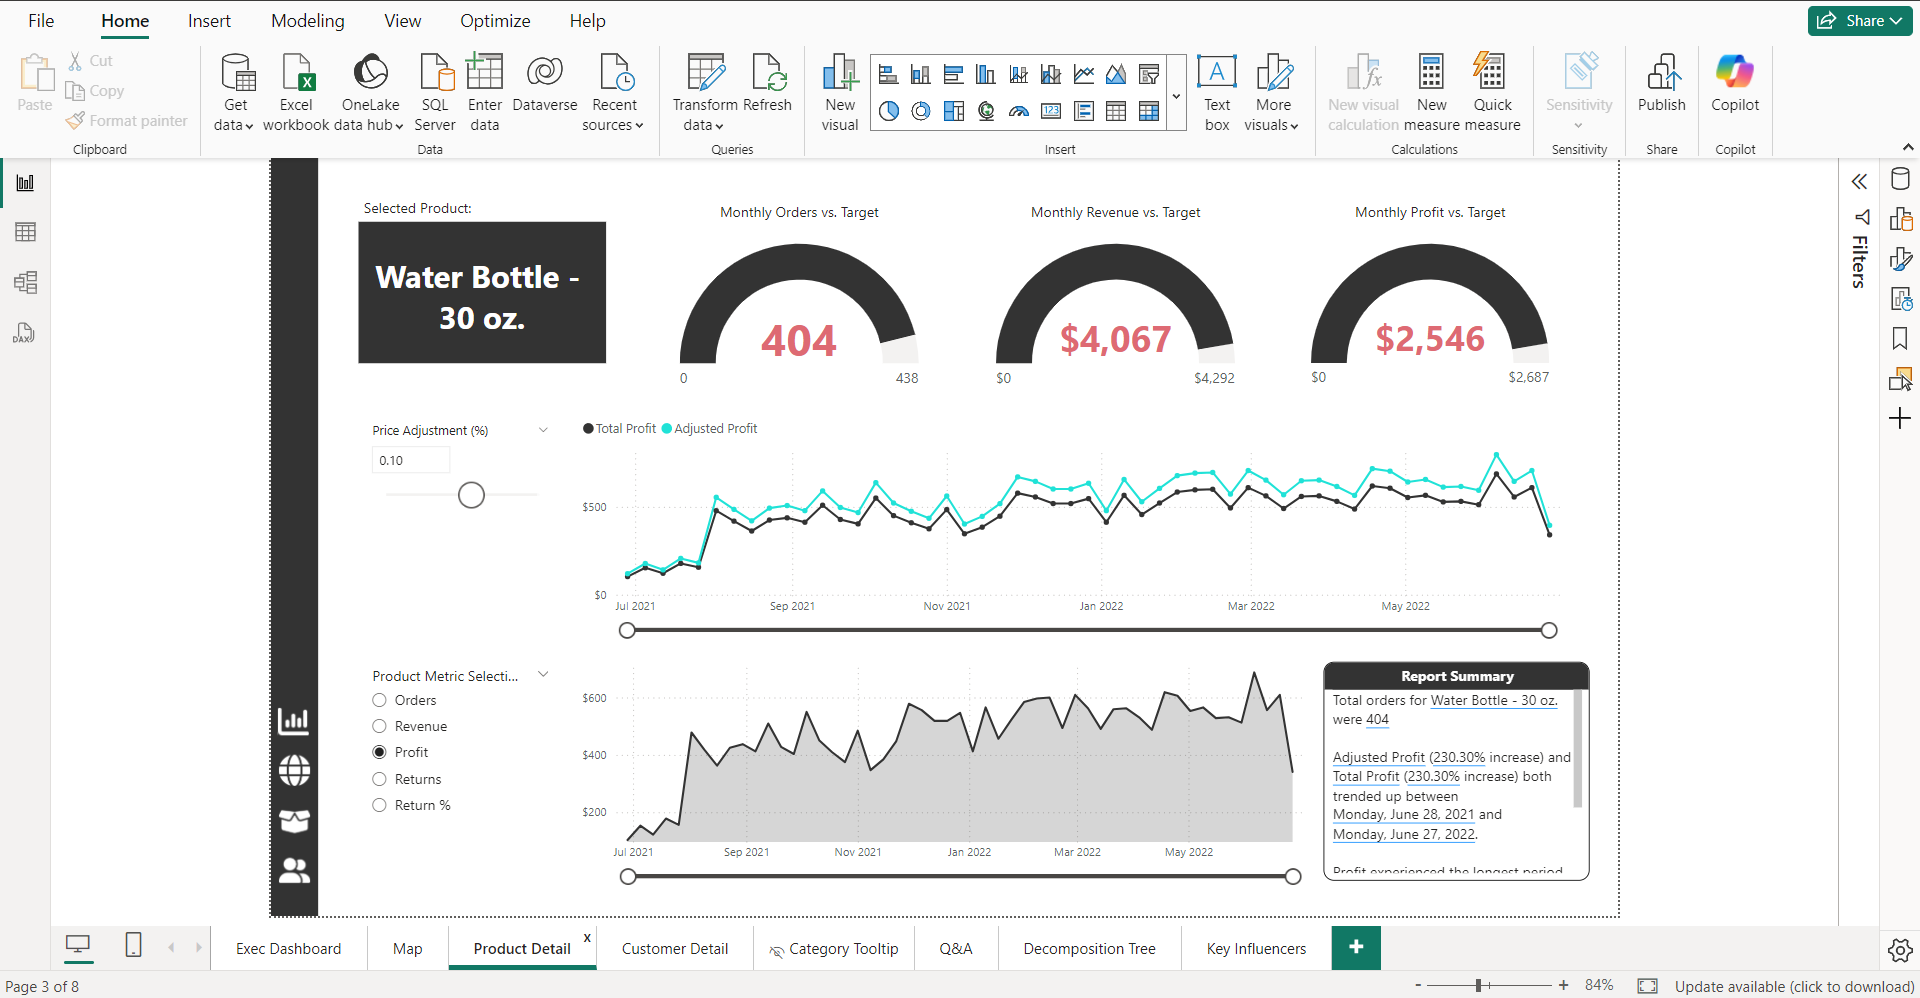 File Home Insert Modeling View Optimize Help Share
Paste
Cut
Copy
Format painter
Clipboard
Get data
Excel workbook
OneLake data hub
SQL Server
Enter data
Dataverse
Recent sources
Data
Transform data
Refresh
Queries
New visual
123
Insert
A
Text box
More visuals
New visual calculation
fx
New measure
Quick measure
Calculations
Sensitivity
Sensitivity
Publish
Share
Copilot
Copilot
DAX
Filters
Selected Product:
Water Bottle -
30 oz.
Monthly Orders vs. Target
404
0 438
Monthly Revenue vs. Target
$4,067
$0 $4,292
Monthly Profit vs. Target
$2,546
$0 $2,687
Price Adjustment (%)
0.10
Total Profit Adjusted Profit
$500
$0
Jul 2021 Sep 2021 Nov 2021 Jan 2022 Mar 2022 May 2022
Product Metric Selecti...
Orders
Revenue
Profit
Returns
Return %
$600
$400
$200
Jul 2021 Sep 2021 Nov 2021 Jan 2022 Mar 2022 May 2022
Report Summary
Total orders for Water Bottle - 30 oz.
were 404
Adjusted Profit (230.30% increase) and
Total Profit (230.30% increase) both
trended up between
Monday, June 28, 2021 and
Monday, June 27, 2022.
Profit experienced the longest period
Exec Dashboard Map Product Detail x Customer Detail Category Tooltip Q&A Decomposition Tree Key Influencers +
Page 3 of 8 - + 84% Update available (click to download)